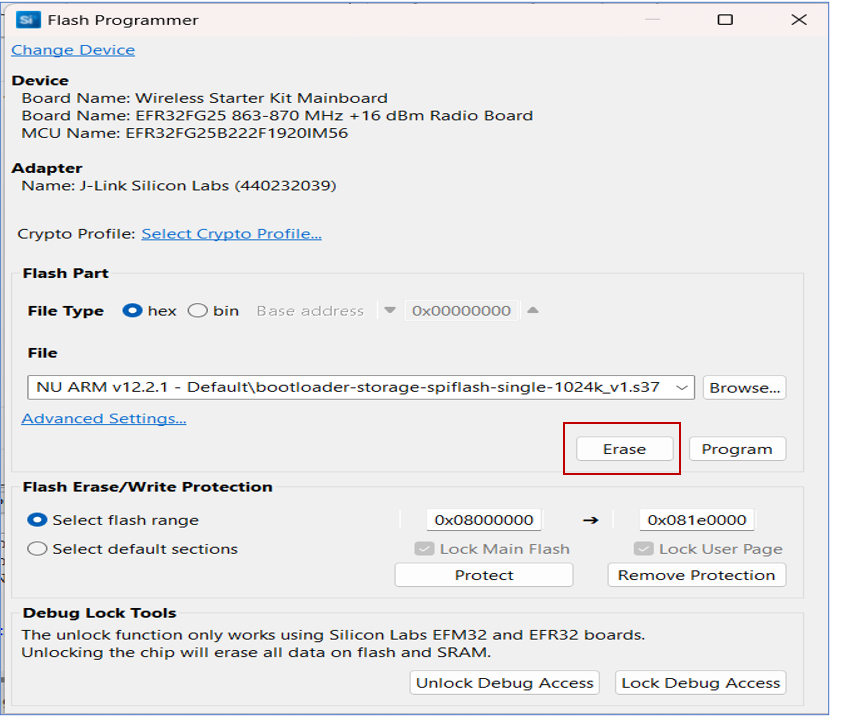 Si Flash Programmer
Change Device
Device
Board Name: Wireless Starter Kit Mainboard
Board Name: EFR32FG25 863-870 MHz +16 dBm Radio Board
MCU Name: EFR32FG25B222F1920IM56
Adapter
Name: J-Link Silicon Labs (440232039)
Crypto Profile: Select Crypto Profile...
Flash Part
File Type hex bin Base address 0x00000000
File
NU ARM v12.2.1 - Default\bootloader-storage-spiflash-single-1024k_v1.s37 Browse...
Advanced Settings...
Erase Program
Flash Erase/Write Protection
Select flash range 0x08000000 → 0x081e0000
Select default sections Lock Main Flash Lock User Page
Protect Remove Protection
Debug Lock Tools
The unlock function only works using Silicon Labs EFM32 and EFR32 boards.
Unlocking the chip will erase all data on flash and SRAM.
Unlock Debug Access Lock Debug Access